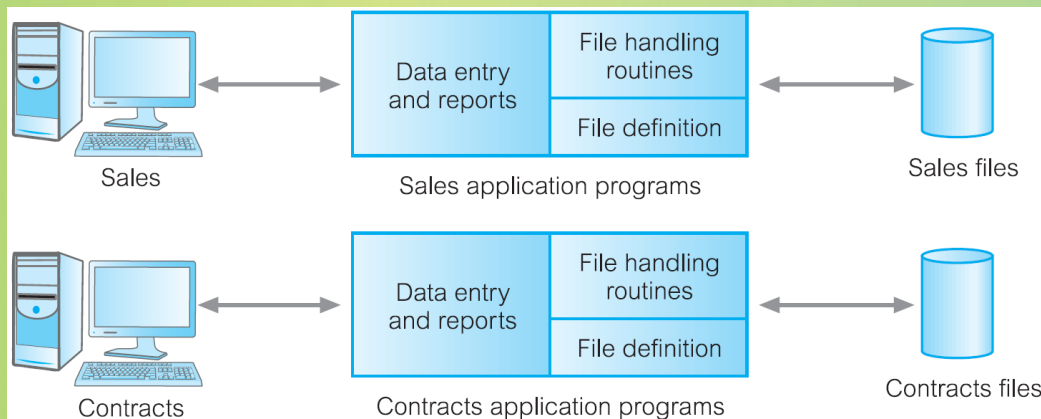 Data entry
and reports
File handling
routines
File definition
Sales
Sales application programs
Sales files
Data entry
and reports
File handling
routines
File definition
Contracts
Contracts application programs
Contracts files